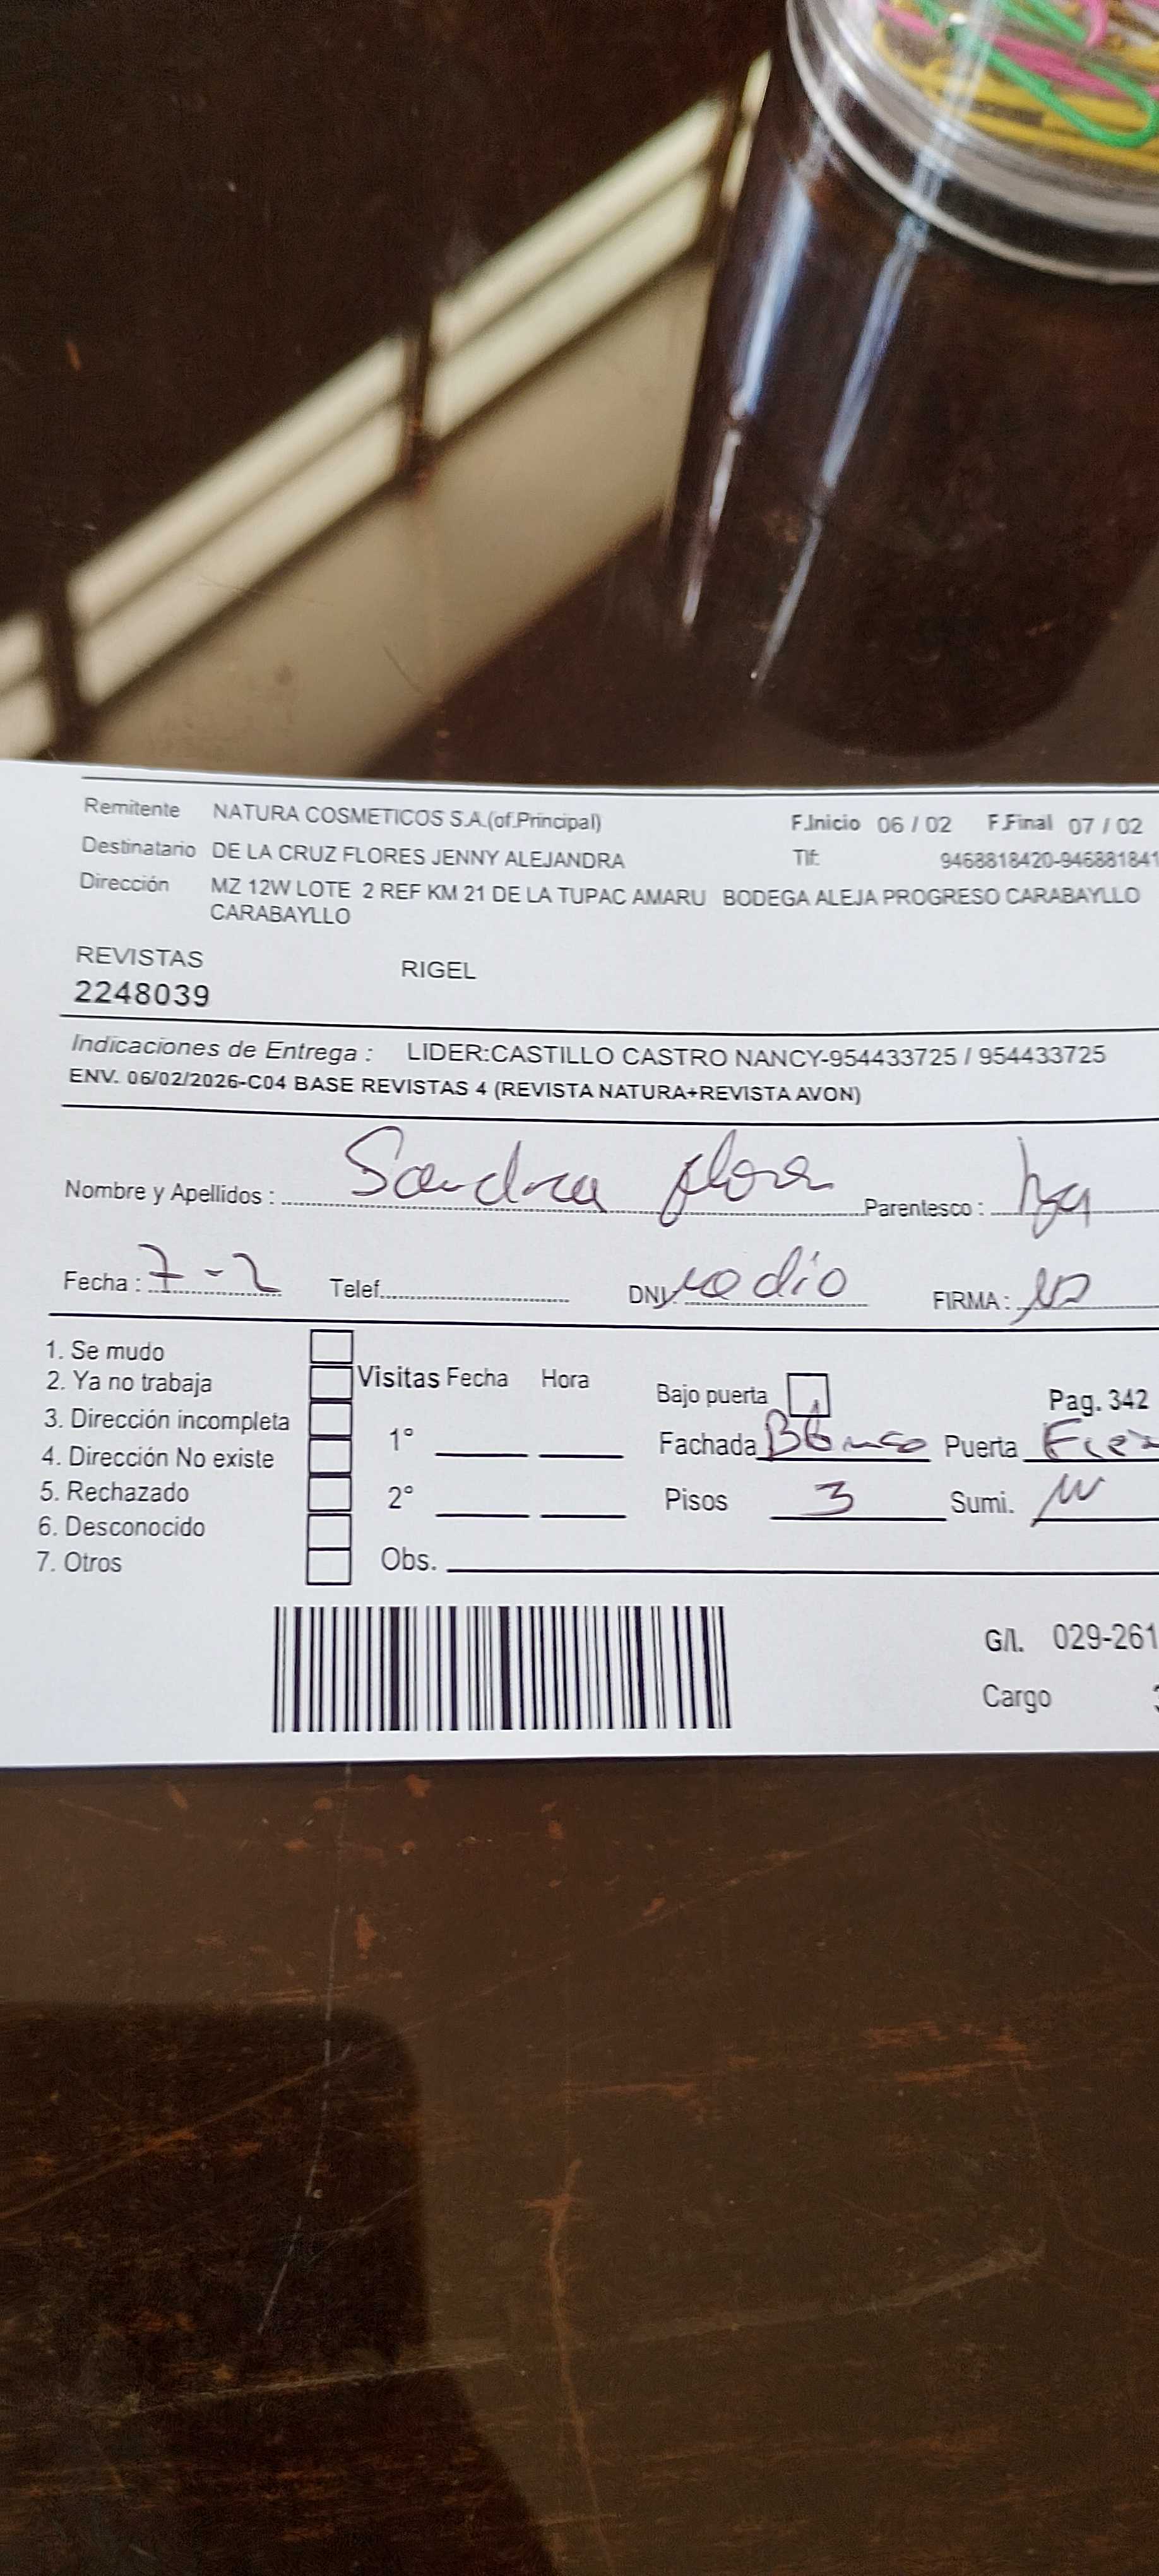 Remitente NATURA COSMETICOS S.A.(of.Principal) F.Inicio 06 / 02 F.Final 07 / 02
Destinatario DE LA CRUZ FLORES JENNY ALEJANDRA Tlf: 9468818420-946881841
Dirección MZ 12W LOTE 2 REF KM 21 DE LA TUPAC AMARU BODEGA ALEJA PROGRESO CARABAYLLO
CARABAYLLO
REVISTAS RIGEL
2248039
Indicaciones de Entrega : LIDER:CASTILLO CASTRO NANCY-954433725 / 954433725
ENV. 06/02/2026-C04 BASE REVISTAS 4 (REVISTA NATURA+REVISTA AVON)
Nombre y Apellidos : Sandra Parentesco :
Fecha : 7-2 Telef. DNI. FIRMA :
1. Se mudo
2. Ya no trabaja Visitas Fecha Hora Bajo puerta Pag. 342
3. Dirección incompleta 1° Fachada Blanco Puerta
4. Dirección No existe
5. Rechazado 2° Pisos 3 Sumi.
6. Desconocido
7. Otros Obs.
G/I. 029-261
Cargo